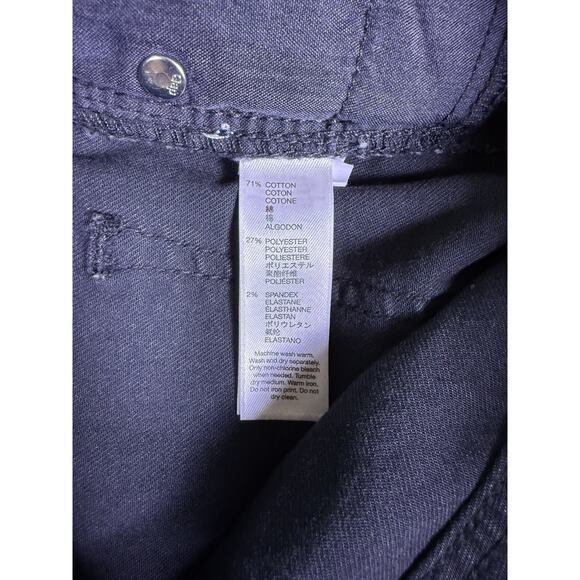 Gap
71% COTTON
COTON
COTONE
綿
棉
ALGODON
27% POLYESTER
POLYESTER
POLIESTERE
ポリエステル
聚酯纤维
POLIÉSTER
2% SPANDEX
ELASTANE
ÉLASTHANNE
ELASTAN
ポリウレタン
氨纶
ELASTANO
Machine wash warm.
Wash and dry separately.
Only non-chlorine bleach
when needed. Tumble
dry medium. Warm iron.
Do not iron print. Do not
dry clean.